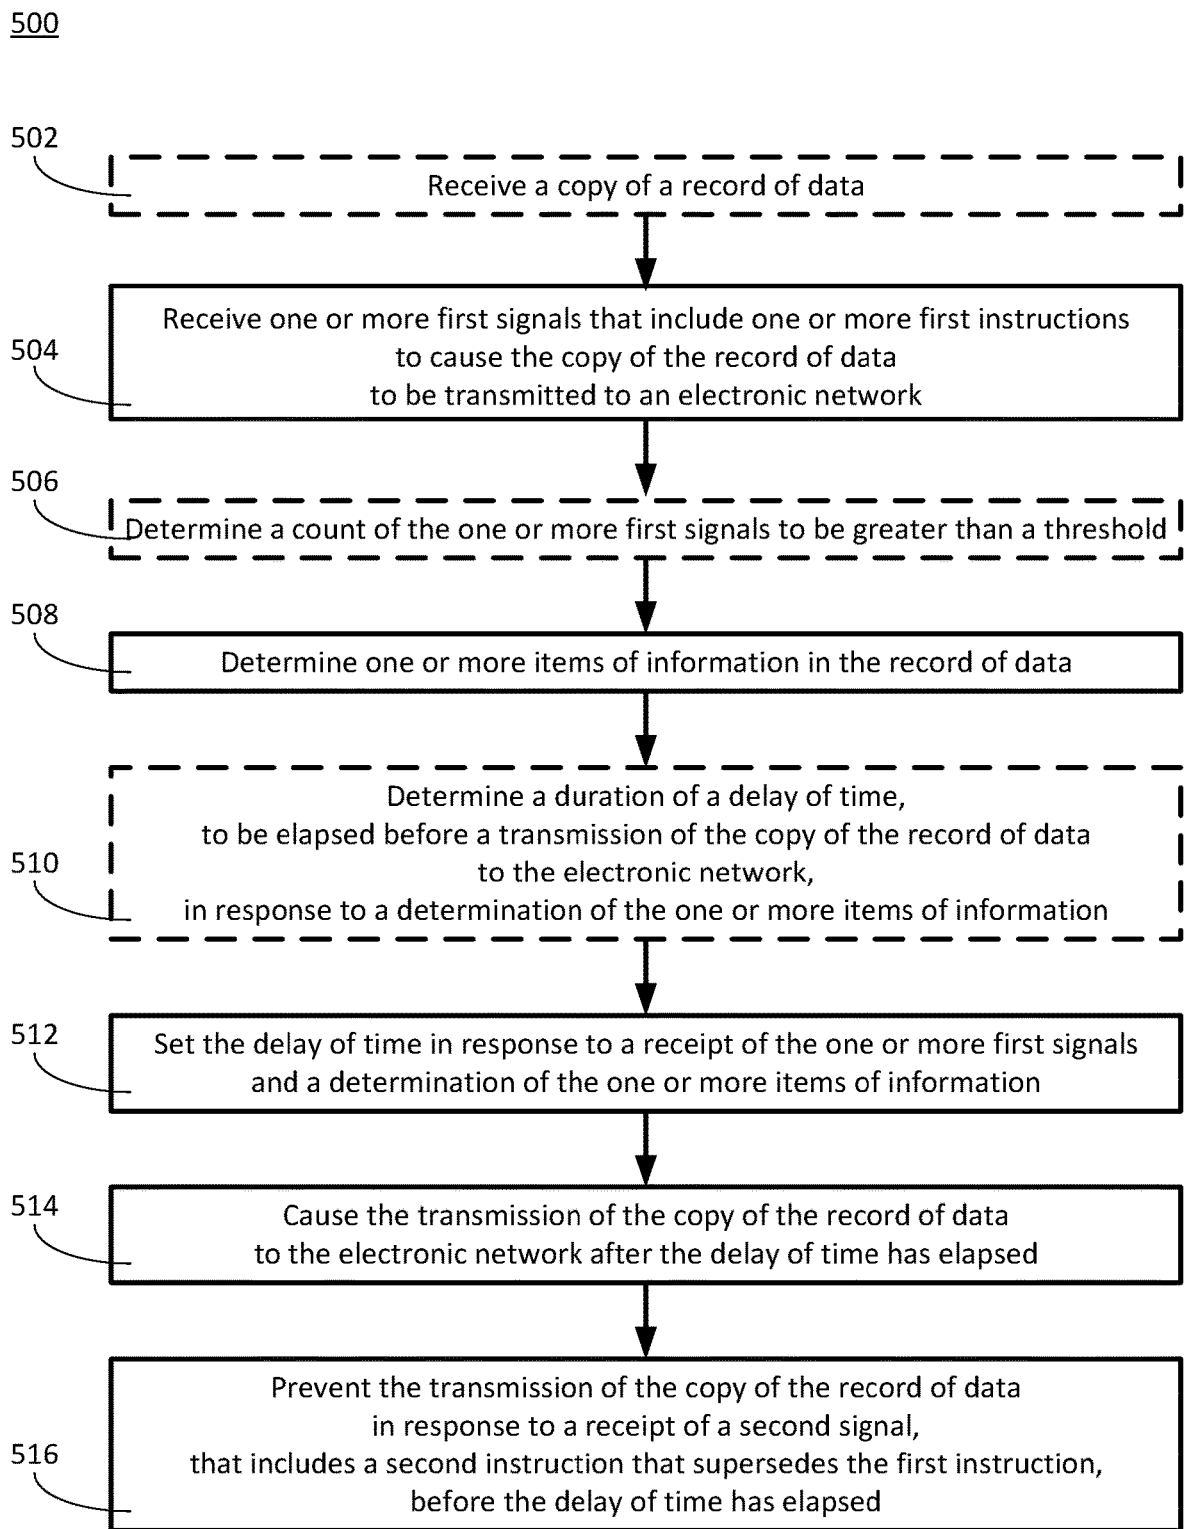 500
502
Receive a copy of a record of data
504
Receive one or more first signals that include one or more first instructions
to cause the copy of the record of data
to be transmitted to an electronic network
506
Determine a count of the one or more first signals to be greater than a threshold
508
Determine one or more items of information in the record of data
510
Determine a duration of a delay of time,
to be elapsed before a transmission of the copy of the record of data
to the electronic network,
in response to a determination of the one or more items of information
512
Set the delay of time in response to a receipt of the one or more first signals
and a determination of the one or more items of information
514
Cause the transmission of the copy of the record of data
to the electronic network after the delay of time has elapsed
516
Prevent the transmission of the copy of the record of data
in response to a receipt of a second signal,
that includes a second instruction that supersedes the first instruction,
before the delay of time has elapsed